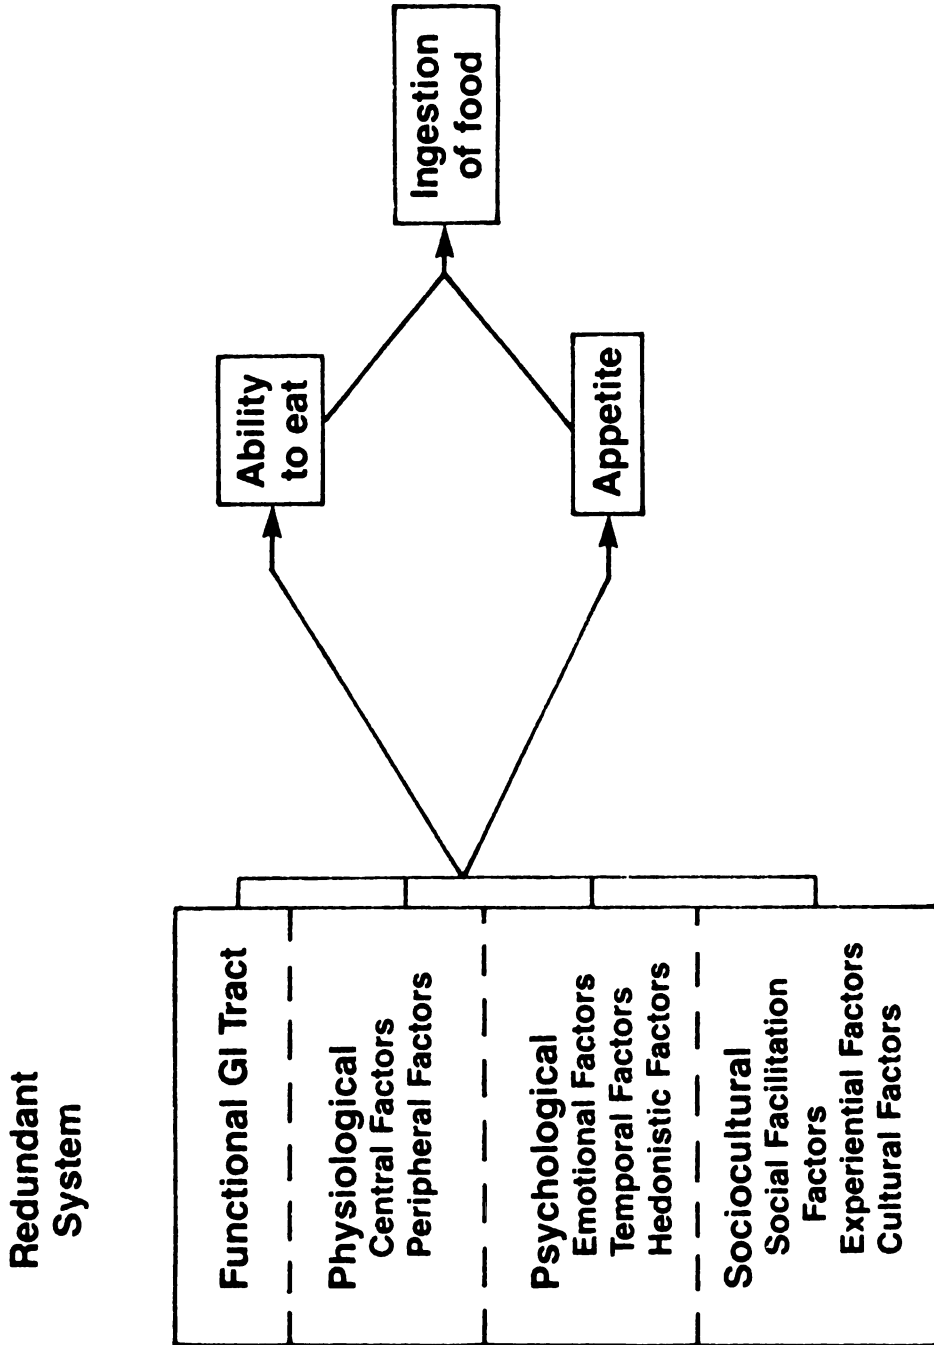 Redundant
System
Functional GI Tract
Physiological
Central Factors
Peripheral Factors
Psychological
Emotional Factors
Temporal Factors
Hedonistic Factors
Sociocultural
Social Facilitation
Factors
Experiential Factors
Cultural Factors
Ability
to eat
Appetite
Ingestion
of food